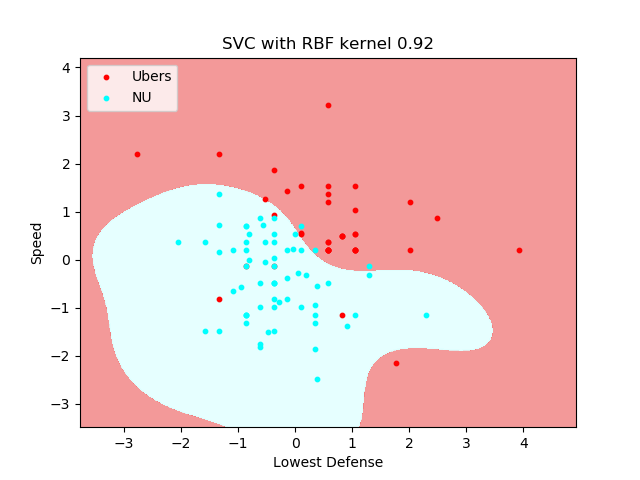 SVC with RBF kernel 0.92
Ubers
NU
4
3
2
1
0
−1
−2
−3
Speed
−3 −2 −1 0 1 2 3 4
Lowest Defense